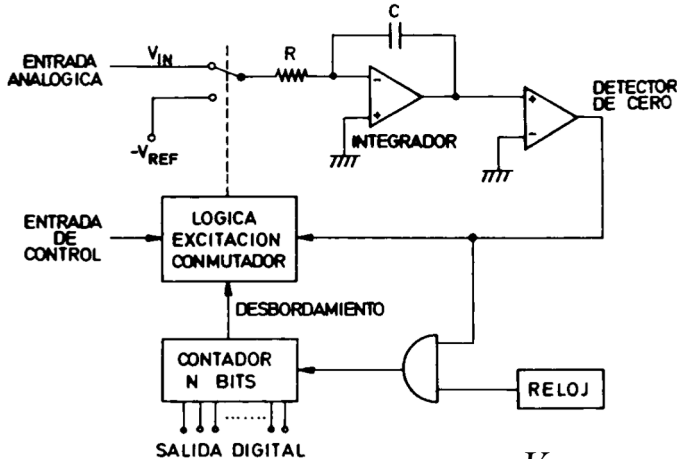 C
ENTRADA
ANALOGICA
V_IN
R
-
+
INTEGRADOR
-V_REF
+
-
DETECTOR
DE CERO
ENTRADA
DE
CONTROL
LOGICA
EXCITACION
CONMUTADOR
DESBORDAMIENTO
CONTADOR
N BITS
RELOJ
SALIDA DIGITAL
V